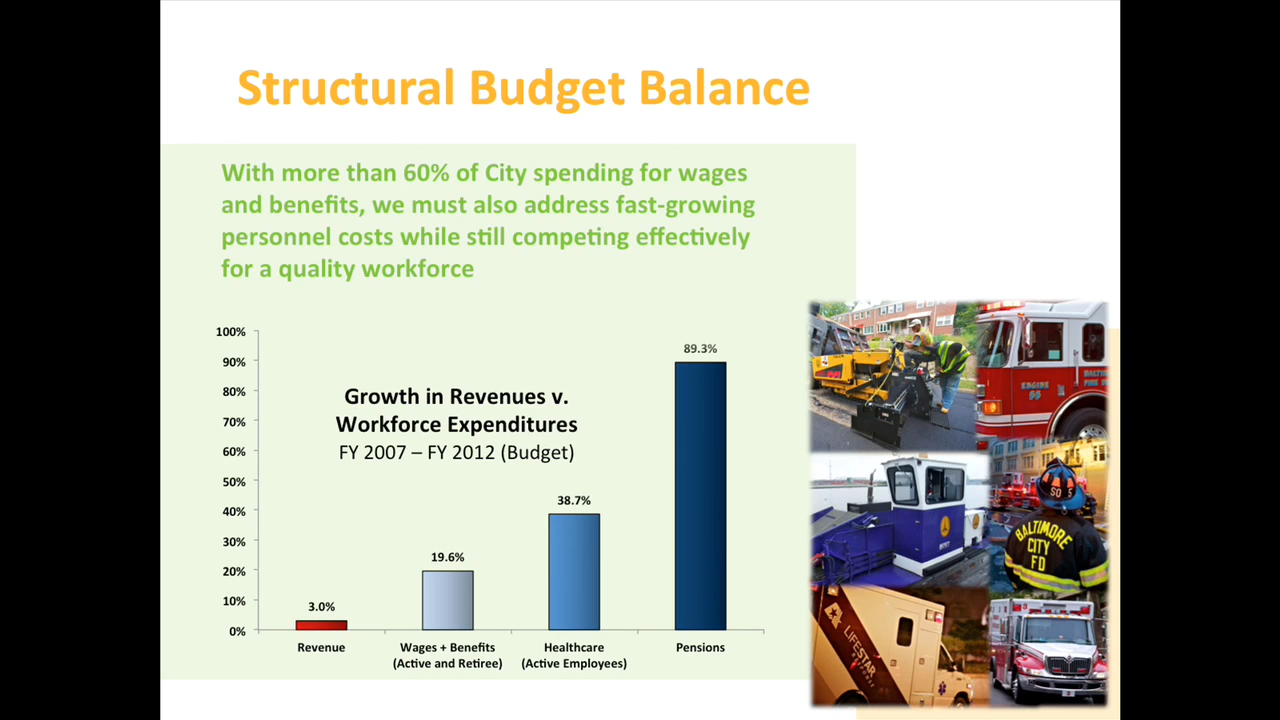 Structural Budget Balance
With more than 60% of City spending for wages
and benefits, we must also address fast-growing
personnel costs while still competing effectively
for a quality workforce
100%
90%
80%
70%
60%
50%
40%
30%
20%
10%
0%
Growth in Revenues v.
Workforce Expenditures
FY 2007 – FY 2012 (Budget)
3.0%
19.6%
38.7%
89.3%
Revenue
Wages + Benefits
(Active and Retiree)
Healthcare
(Active Employees)
Pensions
ENGINE
55
SO 5
BALTIMORE
CITY
FD
LIFESTAR